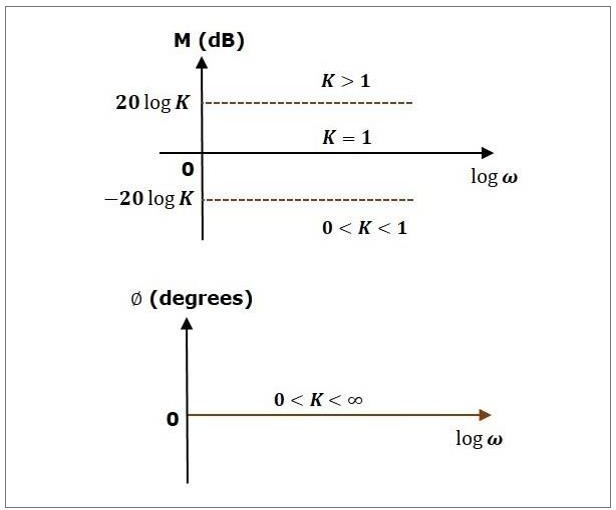 M (dB)
K > 1
20 log K
K = 1
0
log ω
−20 log K
0 < K < 1
∅ (degrees)
0 < K < ∞
0
log ω